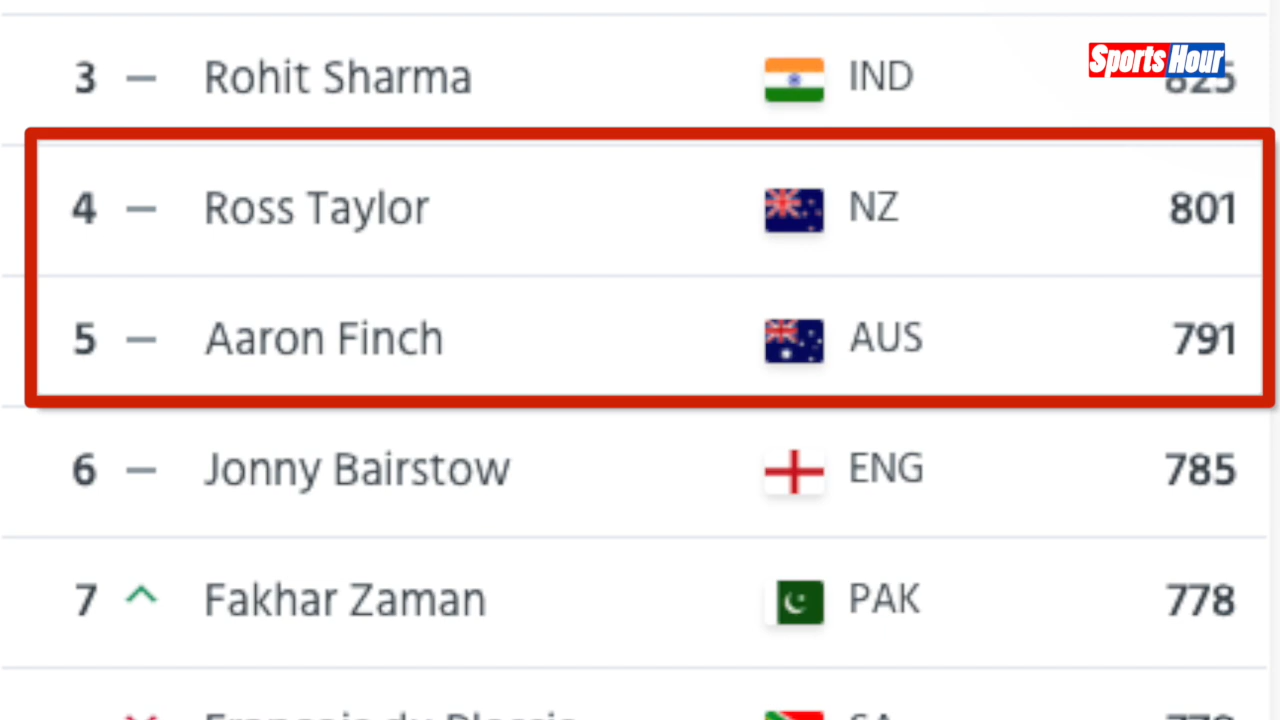 Sports Hour
3 — Rohit Sharma IND 825
4 — Ross Taylor NZ 801
5 — Aaron Finch AUS 791
6 — Jonny Bairstow ENG 785
7 Fakhar Zaman PAK 778